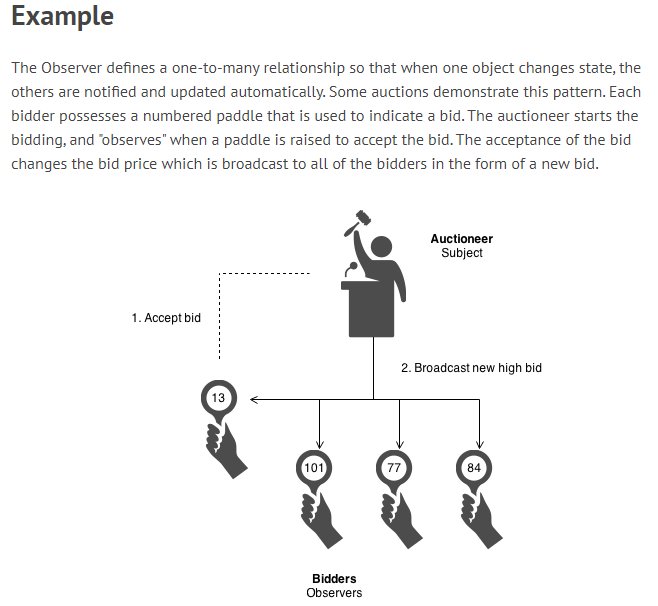 Example
The Observer defines a one-to-many relationship so that when one object changes state, the
others are notified and updated automatically. Some auctions demonstrate this pattern. Each
bidder possesses a numbered paddle that is used to indicate a bid. The auctioneer starts the
bidding, and "observes" when a paddle is raised to accept the bid. The acceptance of the bid
changes the bid price which is broadcast to all of the bidders in the form of a new bid.
Auctioneer
Subject
1. Accept bid
2. Broadcast new high bid
13
101
77
84
Bidders
Observers